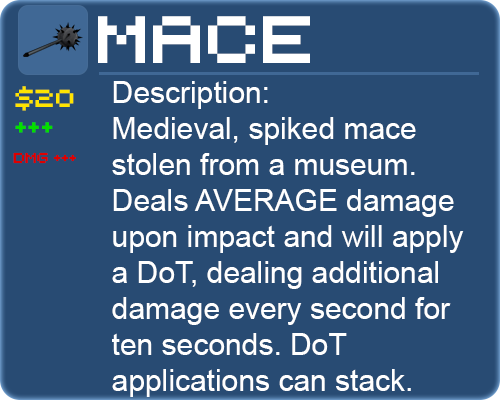 MACE
$20
+++
DMG +++
Description:
Medieval, spiked mace
stolen from a museum.
Deals AVERAGE damage
upon impact and will apply
a DoT, dealing additional
damage every second for
ten seconds. DoT
applications can stack.